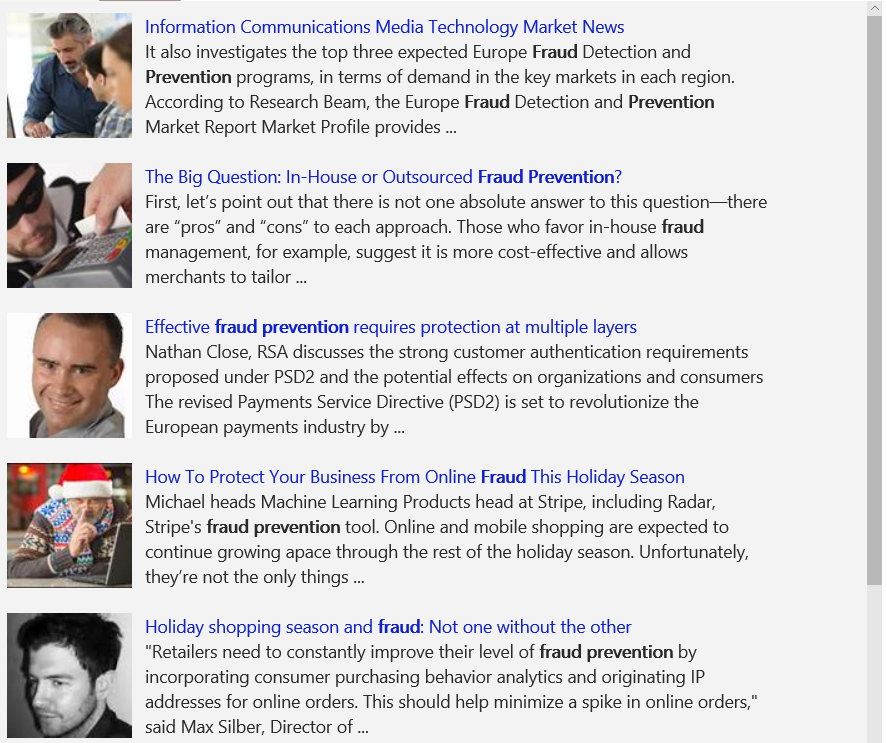 Information Communications Media Technology Market News
It also investigates the top three expected Europe Fraud Detection and
Prevention programs, in terms of demand in the key markets in each region.
According to Research Beam, the Europe Fraud Detection and Prevention
Market Report Market Profile provides ...
The Big Question: In-House or Outsourced Fraud Prevention?
First, let’s point out that there is not one absolute answer to this question—there
are “pros” and “cons” to each approach. Those who favor in-house fraud
management, for example, suggest it is more cost-effective and allows
merchants to tailor ...
Effective fraud prevention requires protection at multiple layers
Nathan Close, RSA discusses the strong customer authentication requirements
proposed under PSD2 and the potential effects on organizations and consumers
The revised Payments Service Directive (PSD2) is set to revolutionize the
European payments industry by ...
How To Protect Your Business From Online Fraud This Holiday Season
Michael heads Machine Learning Products head at Stripe, including Radar,
Stripe's fraud prevention tool. Online and mobile shopping are expected to
continue growing apace through the rest of the holiday season. Unfortunately,
they’re not the only things ...
Holiday shopping season and fraud: Not one without the other
"Retailers need to constantly improve their level of fraud prevention by
incorporating consumer purchasing behavior analytics and originating IP
addresses for online orders. This should help minimize a spike in online orders,"
said Max Silber, Director of ...